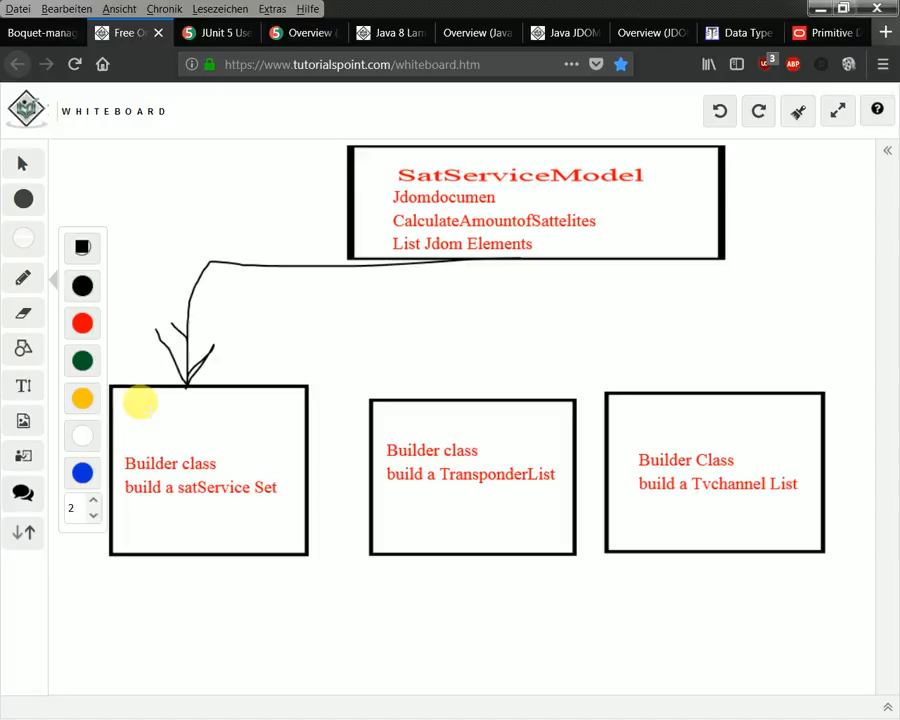 Datei Bearbeiten Ansicht Chronik Lesezeichen Extras Hilfe
Boquet-manag Free O JUnit 5 Use Overview ( Java 8 Lam Overview (Java Java JDOM Overview (JDO Data Type Primitive D
https://www.tutorialspoint.com/whiteboard.htm
3
ABP
WHITEBOARD
SatServiceModel
Jdomdocumen
CalculateAmountofSattelites
List Jdom Elements
Builder class
build a satService Set
Builder class
build a TransponderList
Builder Class
build a Tvchannel List
2